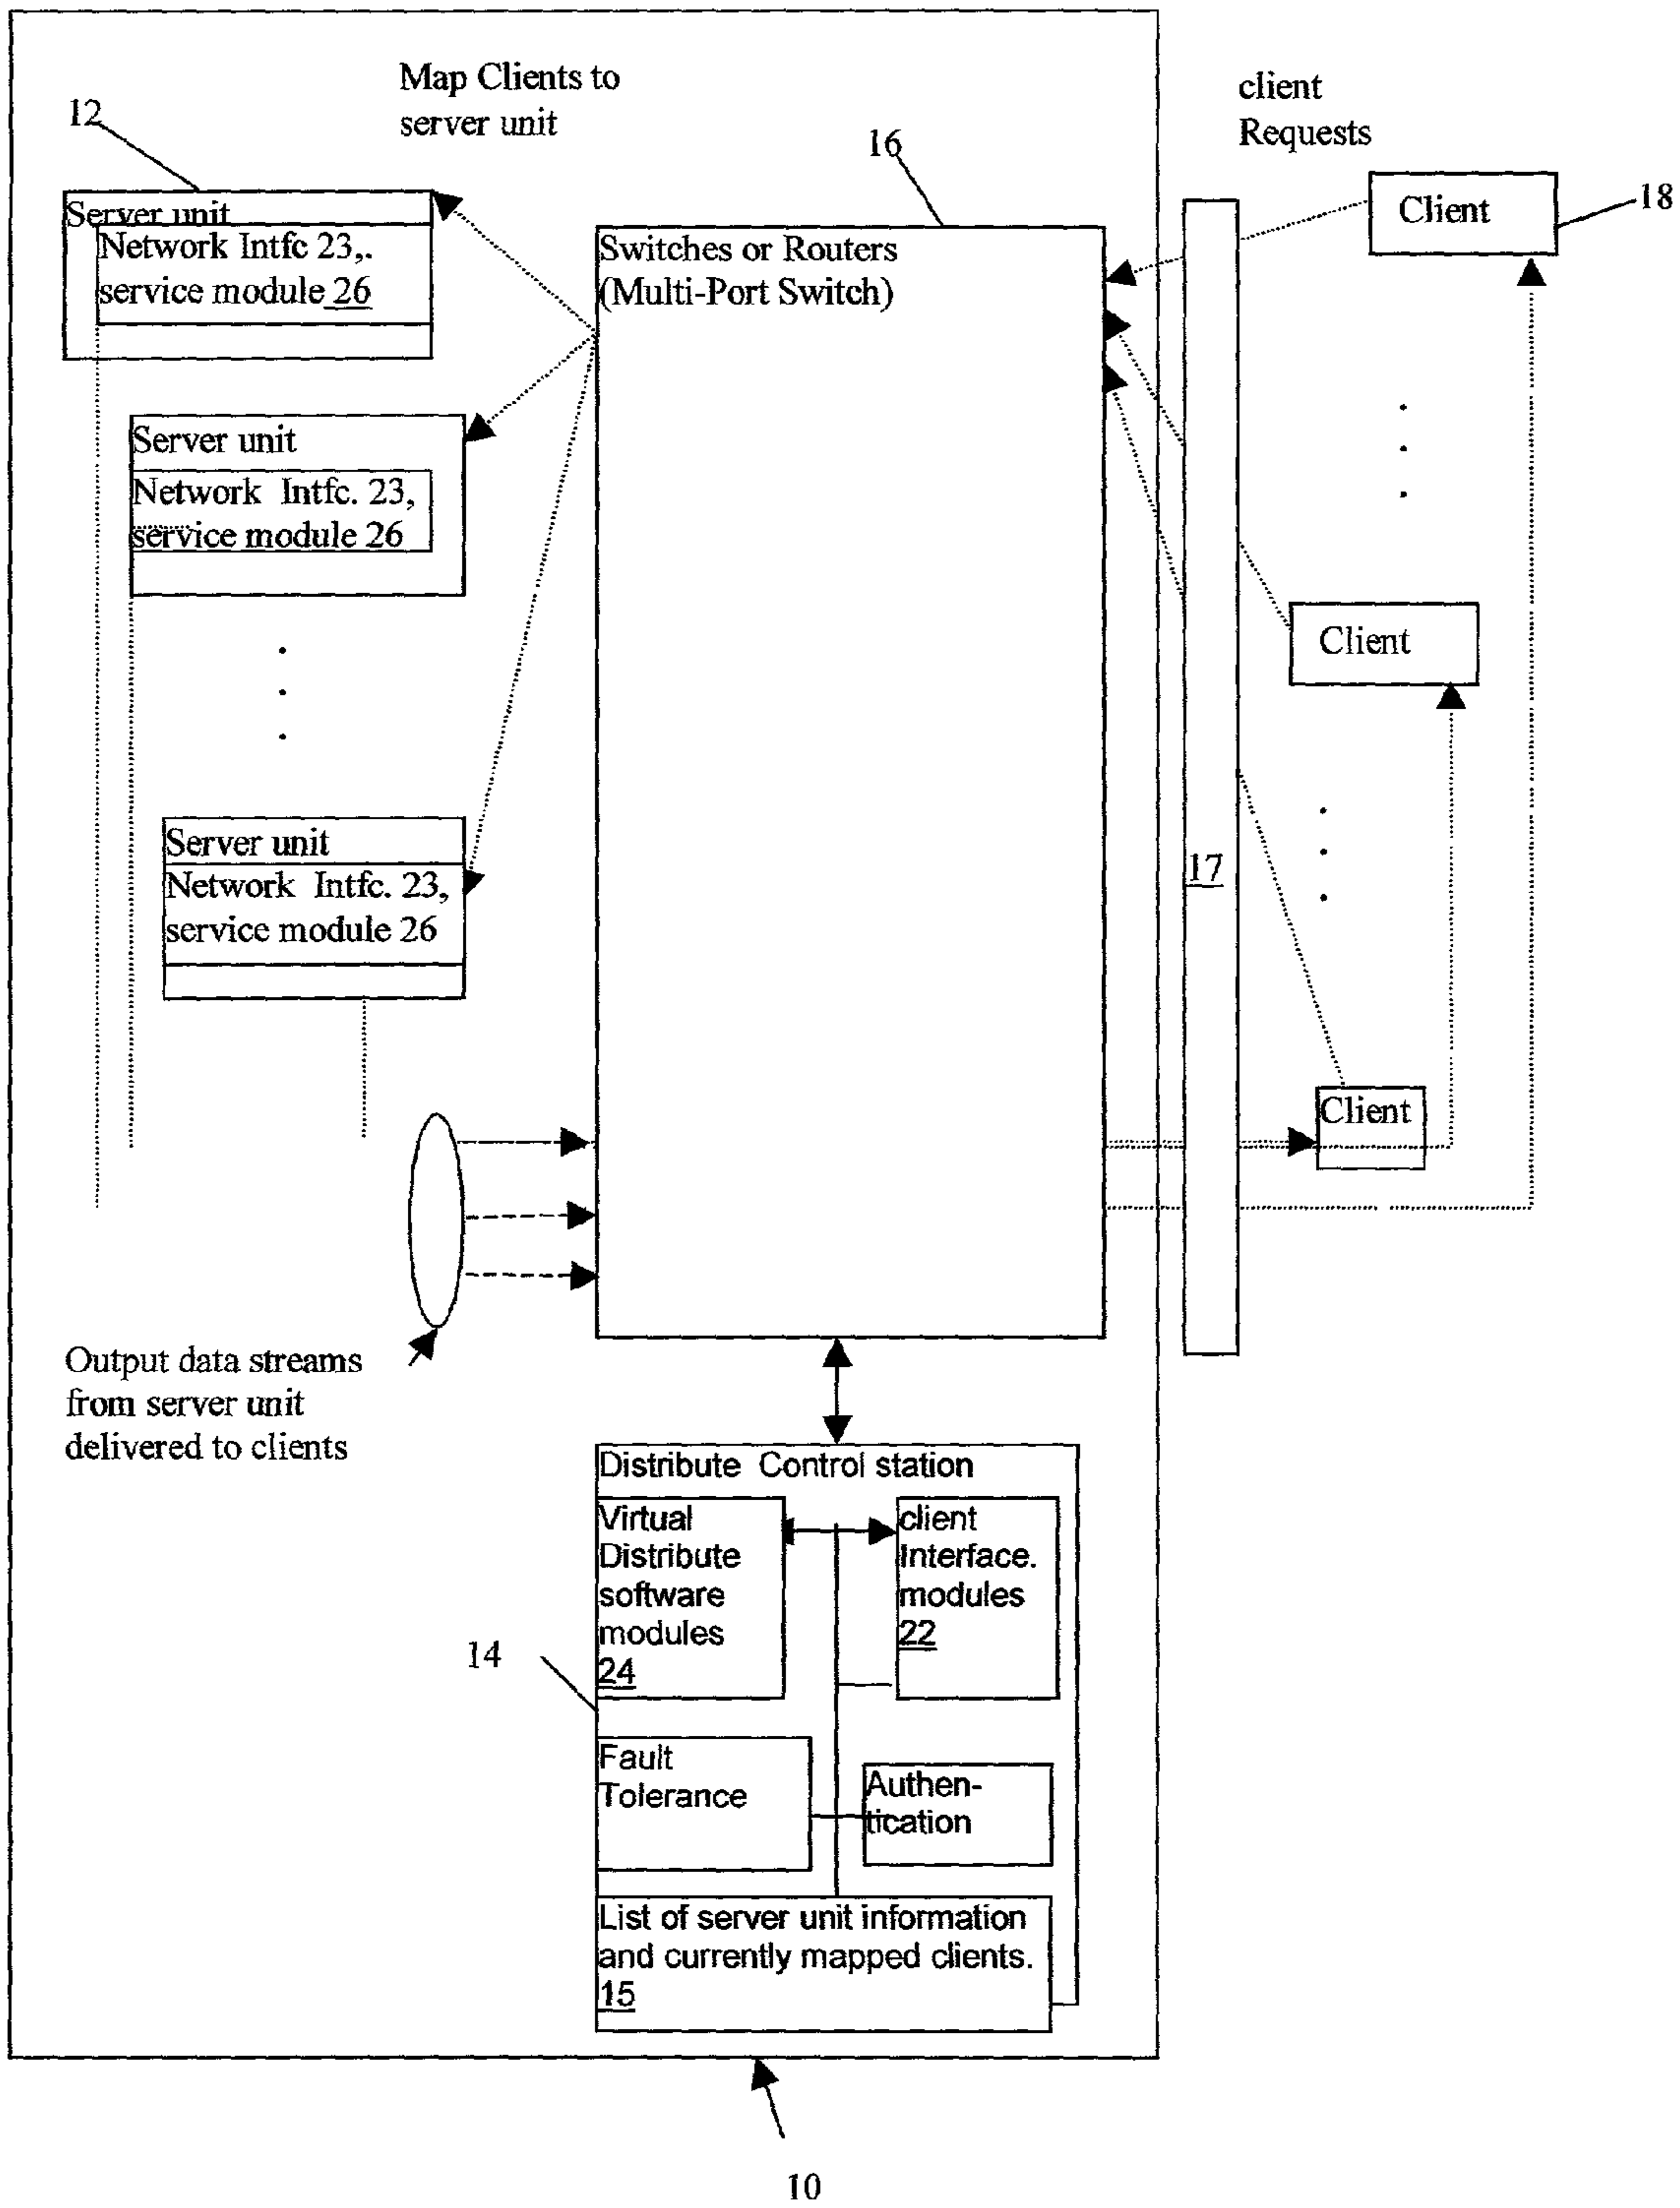 Map Clients to
server unit
client
Requests
12
16
18
Server unit
Network Intfc 23,.
service module 26
Switches or Routers
(Multi-Port Switch)
Client
Server unit
Network Intfc. 23,
service module 26
Client
Server unit
Network Intfc. 23,
service module 26
17
Client
Output data streams
from server unit
delivered to clients
Distribute Control station
Virtual
Distribute
software
modules
24
client
Interface.
modules
22
14
Fault
Tolerance
Authen-
tication
List of server unit information
and currently mapped clients.
15
10